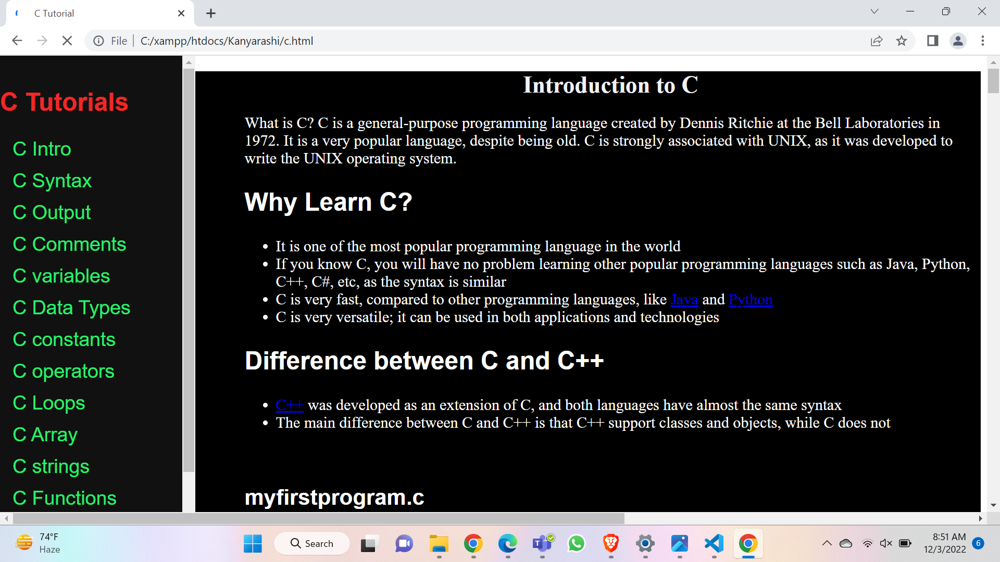 C Tutorial
File
C:/xampp/htdocs/Kanyarashi/c.html
C Tutorials
C Intro
C Syntax
C Output
C Comments
C variables
C Data Types
C constants
C operators
C Loops
C Array
C strings
C Functions
Introduction to C
What is C? C is a general-purpose programming language created by Dennis Ritchie at the Bell Laboratories in
1972. It is a very popular language, despite being old. C is strongly associated with UNIX, as it was developed to
write the UNIX operating system.
Why Learn C?
• It is one of the most popular programming language in the world
• If you know C, you will have no problem learning other popular programming languages such as Java, Python,
C++, C#, etc, as the syntax is similar
• C is very fast, compared to other programming languages, like Java and Python
• C is very versatile; it can be used in both applications and technologies
Difference between C and C++
• C++ was developed as an extension of C, and both languages have almost the same syntax
• The main difference between C and C++ is that C++ support classes and objects, while C does not
myfirstprogram.c
74°F
Haze
Search
T
8:51 AM
12/3/2022
6